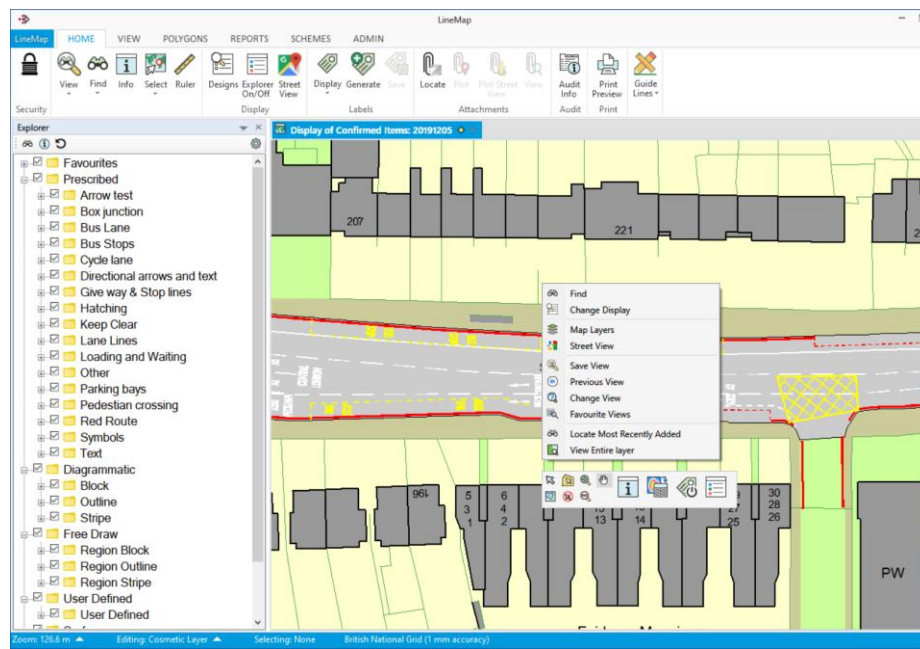 LineMap
LineMap HOME VIEW POLYGONS REPORTS SCHEMES ADMIN
View Find Info Select Ruler Designs Explorer On/Off Street View Display Generate Save Locate Plot Plot Street View View Audit Info Print Preview Guide Lines
Security Display Labels Attachments Audit Print
Explorer
Favourites
Prescribed
Arrow test
Box junction
Bus Lane
Bus Stops
Cycle lane
Directional arrows and text
Give way & Stop lines
Hatching
Keep Clear
Lane Lines
Loading and Waiting
Other
Parking bays
Pedestian crossing
Red Route
Symbols
Text
Diagrammatic
Block
Outline
Stripe
Free Draw
Region Block
Region Outline
Region Stripe
User Defined
User Defined
Display of Confirmed Items: 20191205
207
221
Find
Change Display
Map Layers
Street View
Save View
Previous View
Change View
Favourite Views
Locate Most Recently Added
View Entire layer
196
5 6
3 4
1 2
13 14
27 28
25 26
30
PW
Zoom: 126.6 m Editing: Cosmetic Layer Selecting: None British National Grid (1 mm accuracy)